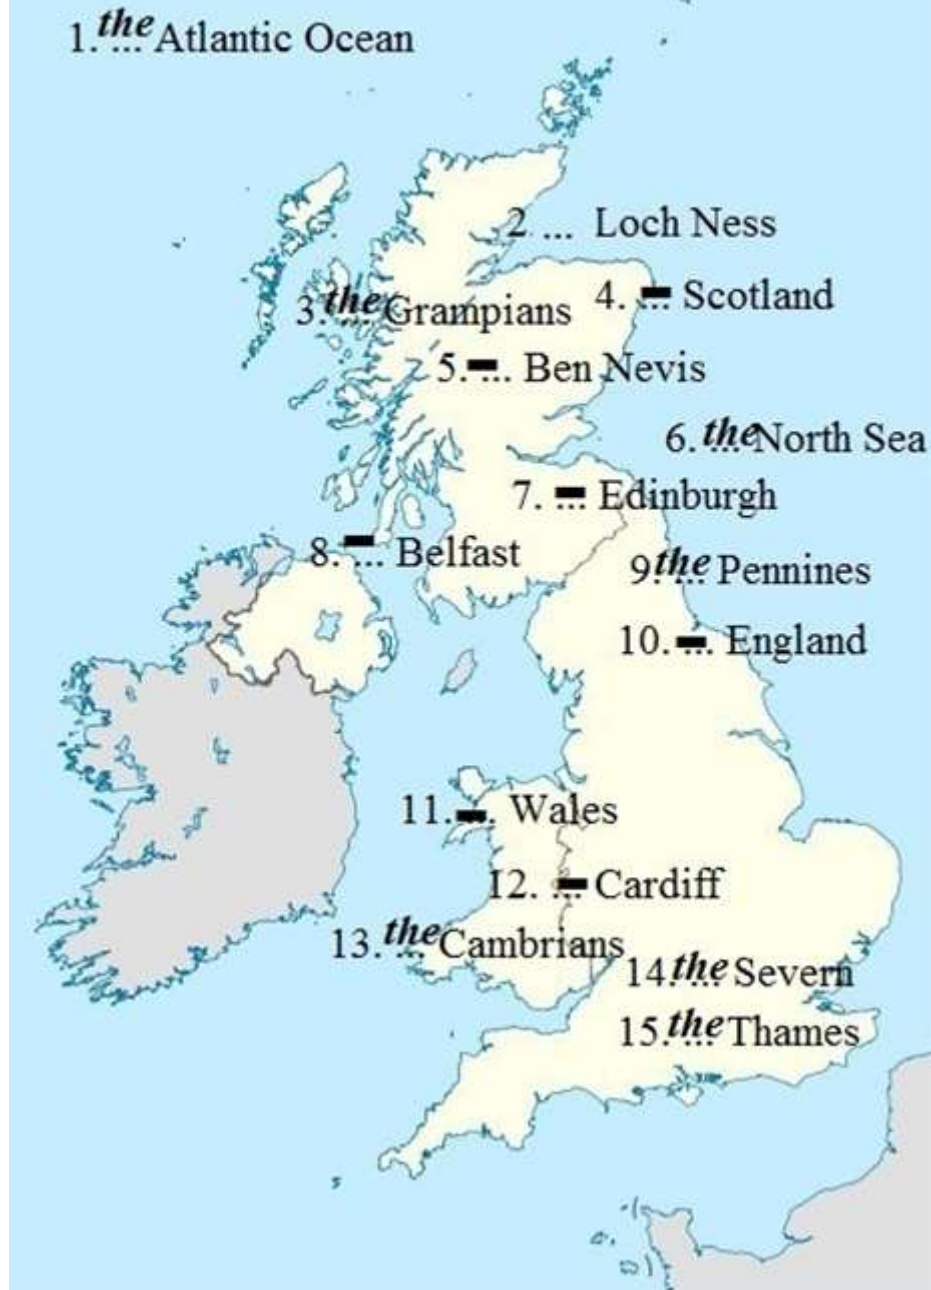 1. the ... Atlantic Ocean
2 ... Loch Ness
3. the ... Grampians
4. – ... Scotland
5. – ... Ben Nevis
6. the ... North Sea
7. – ... Edinburgh
8. – ... Belfast
9. the ... Pennines
10. – ... England
11. – ... Wales
12. – ... Cardiff
13. the ... Cambrians
14. the ... Severn
15. the ... Thames